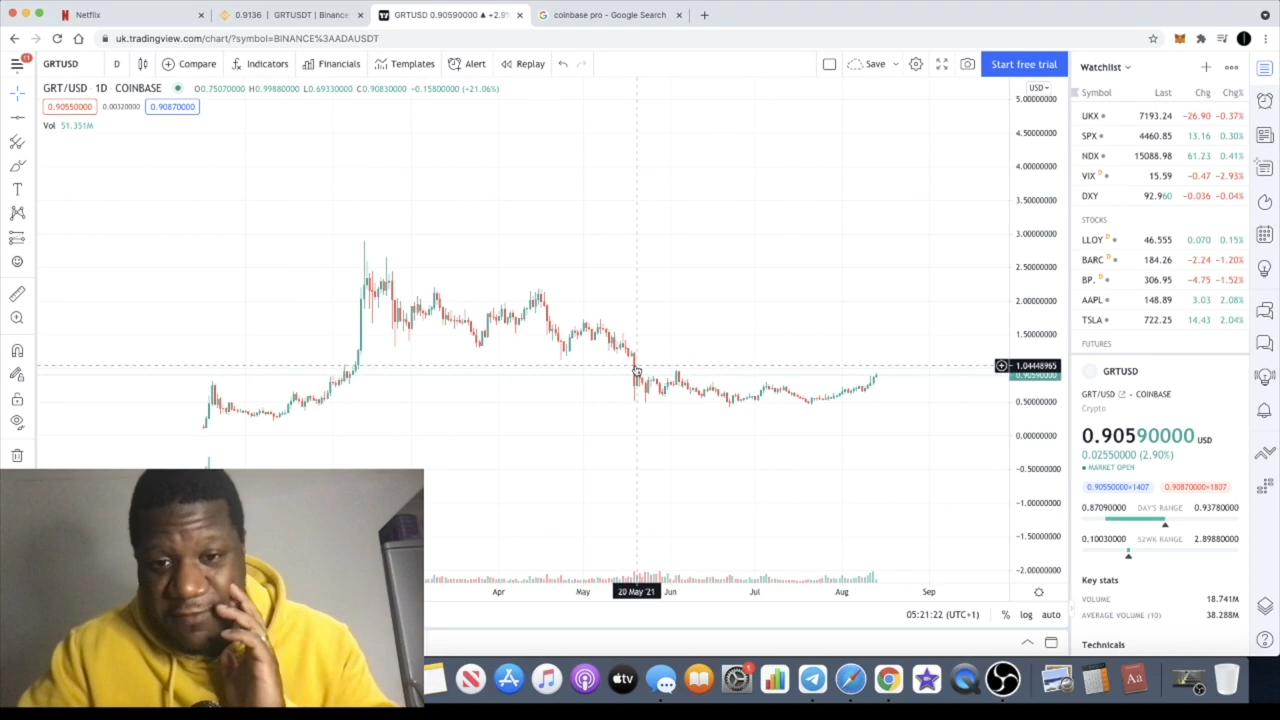 Netflix
0.9136 | GRTUSDT | Binance
GRTUSD 0.90590000 ▲ +2.9%
coinbase pro - Google Search
uk.tradingview.com/chart/?symbol=BINANCE%3AADAUSDT
11
GRTUSD
D
Compare
Indicators
Financials
Templates
Alert
Replay
Save
Start free trial
Watchlist
GRT/USD · 1D COINBASE
O0.75070000 H0.99880000 L0.69330000 C0.90830000 -0.15800000 (+21.06%)
0.90550000
0.00320000
0.90870000
Vol 51.351M
USD
5.00000000
4.50000000
4.00000000
3.50000000
3.00000000
2.50000000
2.00000000
1.50000000
1.04448965
0.90590000
0.50000000
0.00000000
-0.50000000
-1.00000000
-1.50000000
-2.00000000
Apr
May
20 May '21
Jun
Jul
Aug
Sep
05:21:22 (UTC+1)
%
log
auto
Symbol Last Chg Chg%
UKX 7193.24 -26.90 -0.37%
SPX 4460.85 13.16 0.30%
NDX 15088.98 61.23 0.41%
VIX D 15.59 -0.47 -2.93%
DXY 92.960 -0.036 -0.04%
STOCKS
LLOY D 46.555 0.070 0.15%
BARC D 184.26 -2.24 -1.20%
BP. D 306.95 -4.75 -1.52%
AAPL 148.89 3.03 2.08%
TSLA 722.25 14.43 2.04%
FUTURES
GRTUSD
GRT/USD · COINBASE
Crypto
0.90590000 USD
0.02550000 (2.90%)
MARKET OPEN
0.90550000×1407
0.90870000×1807
0.87090000 DAY'S RANGE 0.93780000
0.10030000 52WK RANGE 2.89880000
Key stats
VOLUME 18.741M
AVERAGE VOLUME (10) 38.288M
Technicals
tv
1